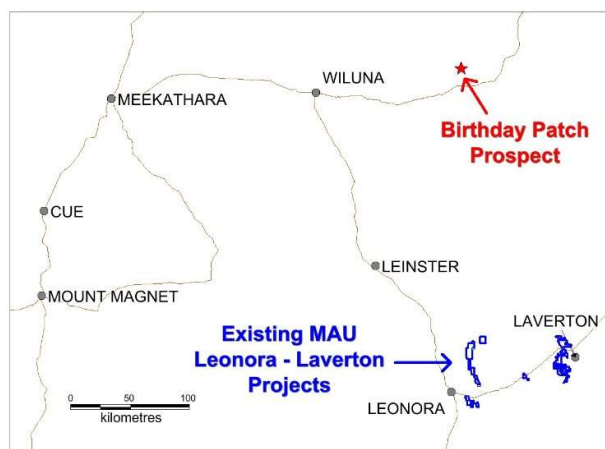 WILUNA
MEEKATHARA
Birthday Patch
Prospect
CUE
LEINSTER
MOUNT MAGNET
Existing MAU
Leonora - Laverton
Projects
LAVERTON
LEONORA
0 50 100
kilometres